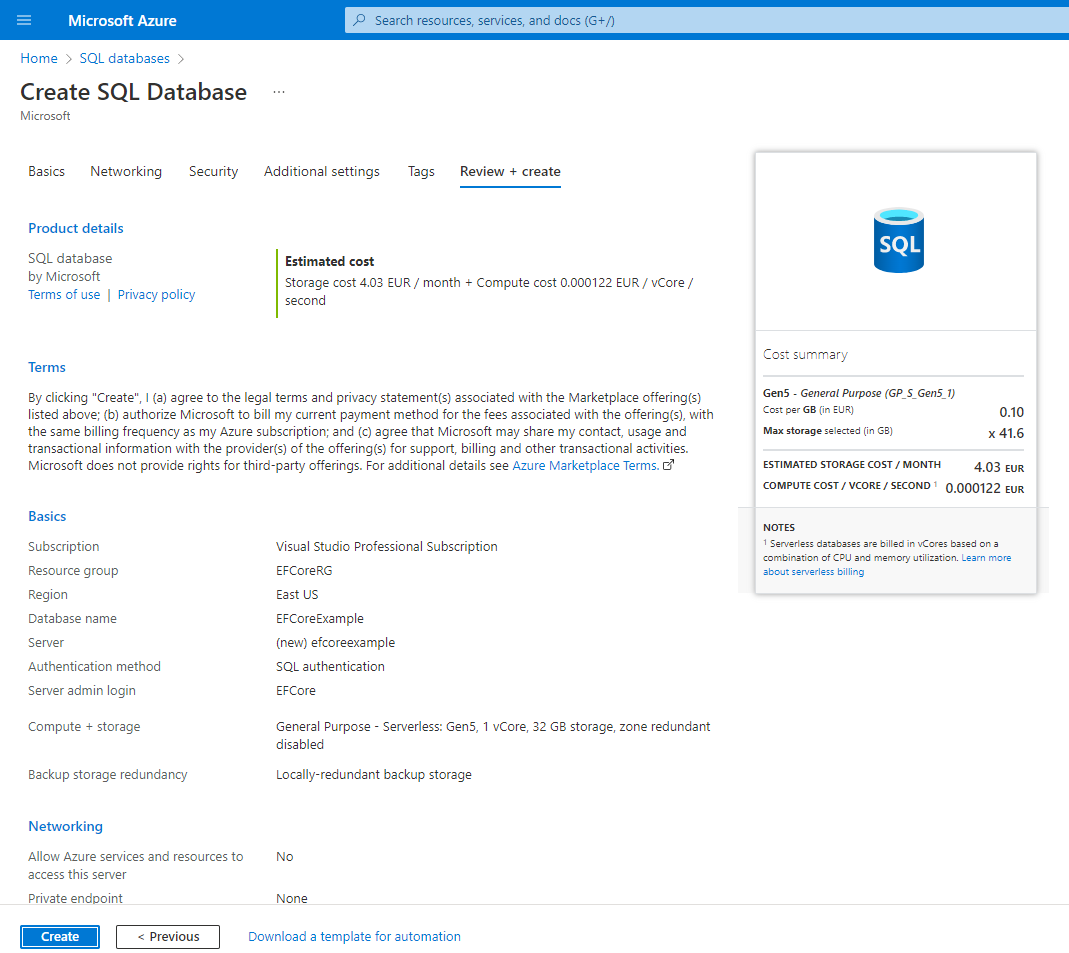 Microsoft Azure
Search resources, services, and docs (G+/)
Home > SQL databases >
Create SQL Database ...
Microsoft
Basics Networking Security Additional settings Tags Review + create
Product details
SQL database
by Microsoft
Terms of use | Privacy policy
Estimated cost
Storage cost 4.03 EUR / month + Compute cost 0.000122 EUR / vCore /
second
Terms
By clicking "Create", I (a) agree to the legal terms and privacy statement(s) associated with the Marketplace offering(s)
listed above; (b) authorize Microsoft to bill my current payment method for the fees associated with the offering(s), with
the same billing frequency as my Azure subscription; and (c) agree that Microsoft may share my contact, usage and
transactional information with the provider(s) of the offering(s) for support, billing and other transactional activities.
Microsoft does not provide rights for third-party offerings. For additional details see Azure Marketplace Terms.
Basics
Subscription Visual Studio Professional Subscription
Resource group EFCoreRG
Region East US
Database name EFCoreExample
Server (new) efcoreexample
Authentication method SQL authentication
Server admin login EFCore
Compute + storage General Purpose - Serverless: Gen5, 1 vCore, 32 GB storage, zone redundant
disabled
Backup storage redundancy Locally-redundant backup storage
Networking
Allow Azure services and resources to No
access this server
Private endpoint None
SQL
Cost summary
Gen5 - General Purpose (GP_S_Gen5_1)
Cost per GB (in EUR) 0.10
Max storage selected (in GB) x 41.6
ESTIMATED STORAGE COST / MONTH 4.03 EUR
COMPUTE COST / VCORE / SECOND 1 0.000122 EUR
NOTES
1 Serverless databases are billed in vCores based on a
combination of CPU and memory utilization. Learn more
about serverless billing
Create < Previous Download a template for automation